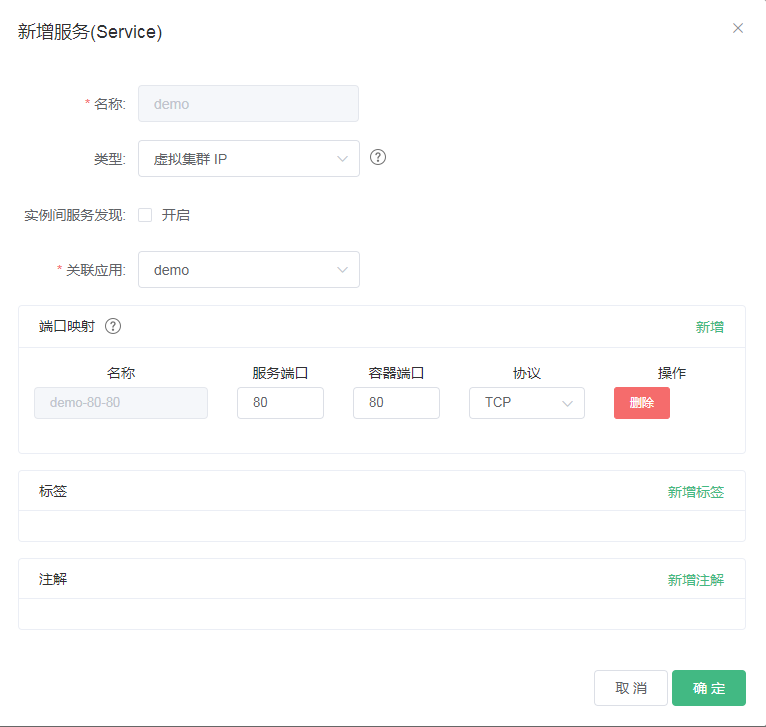 新增服务(Service)
* 名称: demo
类型: 虚拟集群 IP ?
实例间服务发现: 开启
* 关联应用: demo
端口映射 ? 新增
名称 服务端口 容器端口 协议 操作
demo-80-80 80 80 TCP 删除
标签 新增标签
注解 新增注解
取 消 确 定